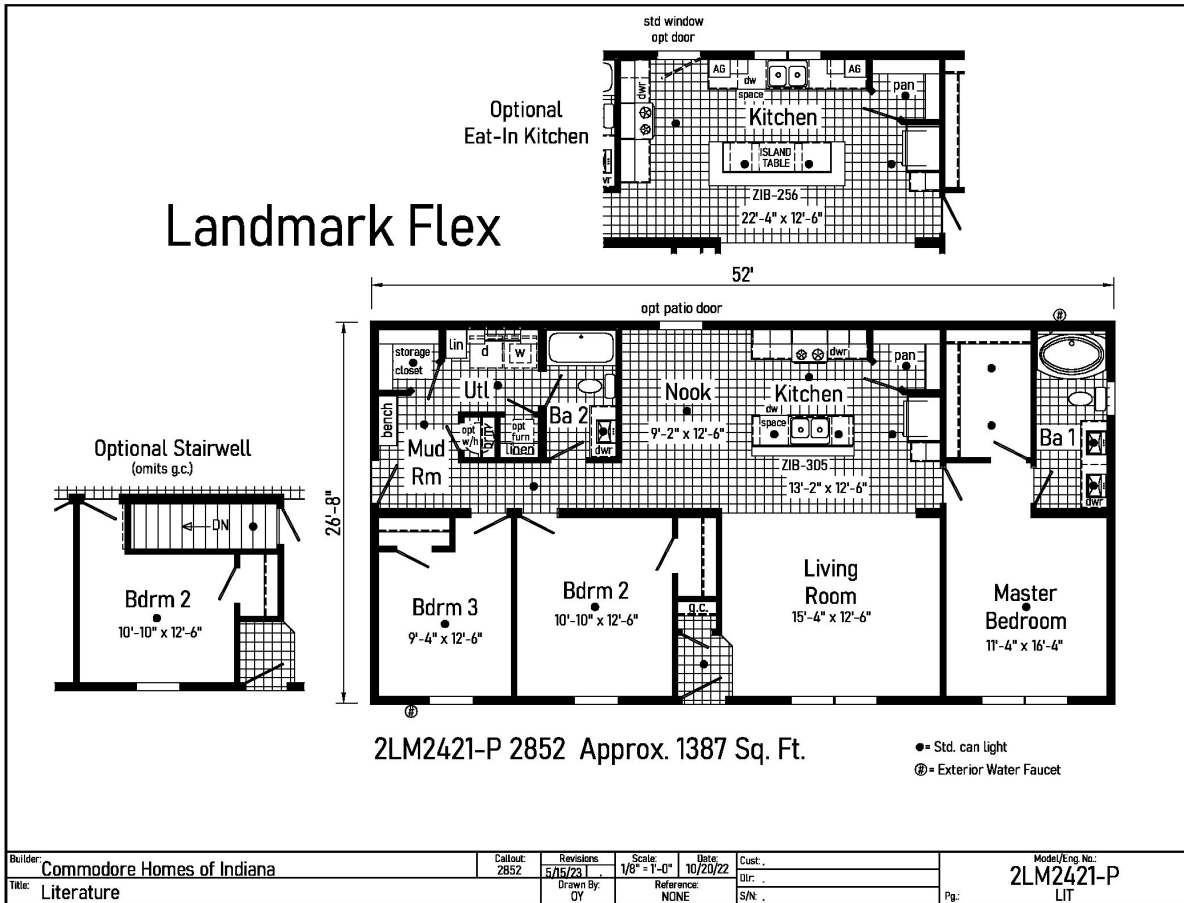 std window
opt door
Optional
Eat-In Kitchen
AG
dw
space
AG
dwr
pan
Kitchen
ISLAND
TABLE
dwr
ZIB-256
22'-4" x 12'-6"
Landmark Flex
52'
opt patio door
#
26'-8"
storage
closet
lin
d
w
Utl
bench
Mud
Rm
opt
w/h
opt
furn
linen
Ba 2
dwr
Nook
9'-2" x 12'-6"
dwr
Kitchen
dw
space
ZIB-305
13'-2" x 12'-6"
pan
Ba 1
dwr
Optional Stairwell
(omits g.c.)
DN
Bdrm 2
10'-10" x 12'-6"
Bdrm 3
9'-4" x 12'-6"
Bdrm 2
10'-10" x 12'-6"
g.c.
Living
Room
15'-4" x 12'-6"
Master
Bedroom
11'-4" x 16'-4"
#
2LM2421-P 2852 Approx. 1387 Sq. Ft.
●= Std. can light
#= Exterior Water Faucet
Builder: Commodore Homes of Indiana
Title: Literature
Callout:
2852
Revisions
5/15/23 .
Scale:
1/8" = 1'-0"
Date:
10/20/22
Drawn By:
OY
Reference:
NONE
Cust: .
Dlr: .
S/N: .
Model/Eng. No.:
2LM2421-P
Pg.: LIT